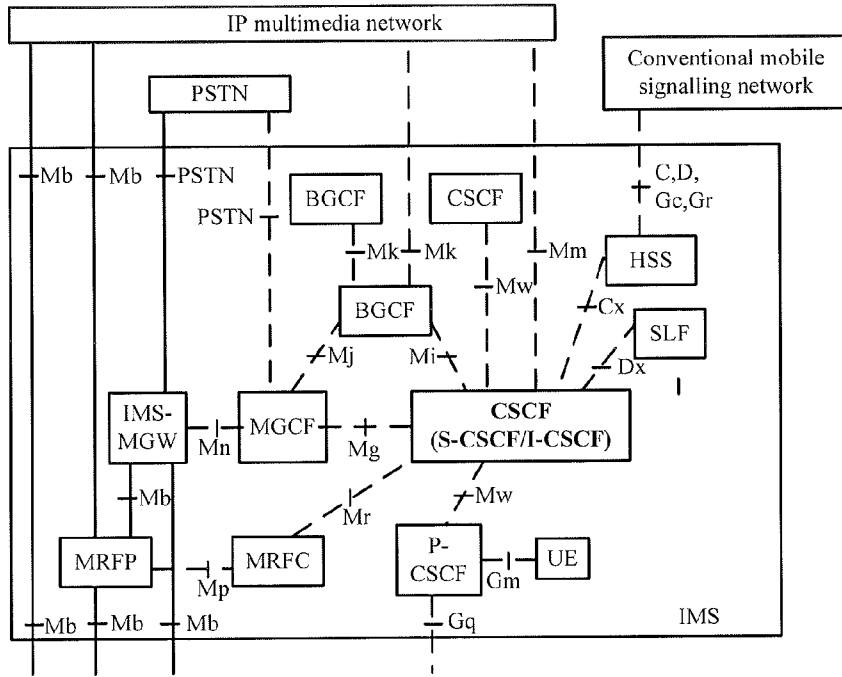 IP multimedia network
Conventional mobile
signalling network
PSTN
Mb
Mb
PSTN
C,D,
Gc,Gr
PSTN
BGCF
CSCF
Mk
Mk
Mm
HSS
Mw
BGCF
Cx
SLF
Mj
Mi
Dx
IMS-
MGW
Mn
MGCF
Mg
CSCF
(S-CSCF/I-CSCF)
Mb
Mr
Mw
MRFP
Mp
MRFC
P-
CSCF
Gm
UE
Mb
Mb
Mb
Gq
IMS